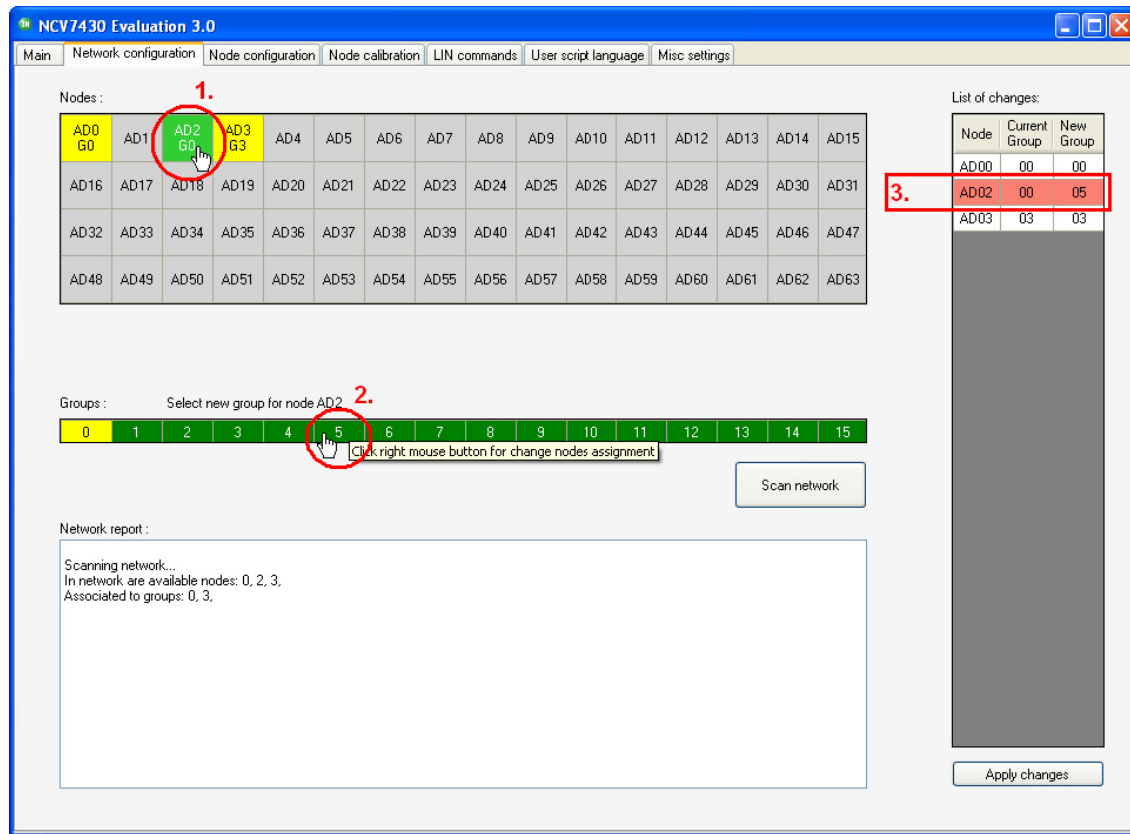 NCV7430 Evaluation 3.0
Main Network configuration Node configuration Node calibration LIN commands User script language Misc settings
1.
Nodes :
AD0 G0 AD1 AD2 G0 AD3 G3 AD4 AD5 AD6 AD7 AD8 AD9 AD10 AD11 AD12 AD13 AD14 AD15
AD16 AD17 AD18 AD19 AD20 AD21 AD22 AD23 AD24 AD25 AD26 AD27 AD28 AD29 AD30 AD31
AD32 AD33 AD34 AD35 AD36 AD37 AD38 AD39 AD40 AD41 AD42 AD43 AD44 AD45 AD46 AD47
AD48 AD49 AD50 AD51 AD52 AD53 AD54 AD55 AD56 AD57 AD58 AD59 AD60 AD61 AD62 AD63
List of changes:
Node Current Group New Group
AD00 00 00
3.
AD02 00 05
AD03 03 03
Groups : Select new group for node AD2
2.
0 1 2 3 4 5 6 7 8 9 10 11 12 13 14 15
Click right mouse button for change nodes assignment
Scan network
Network report :
Scanning network...
In network are available nodes: 0, 2, 3,
Associated to groups: 0, 3,
Apply changes